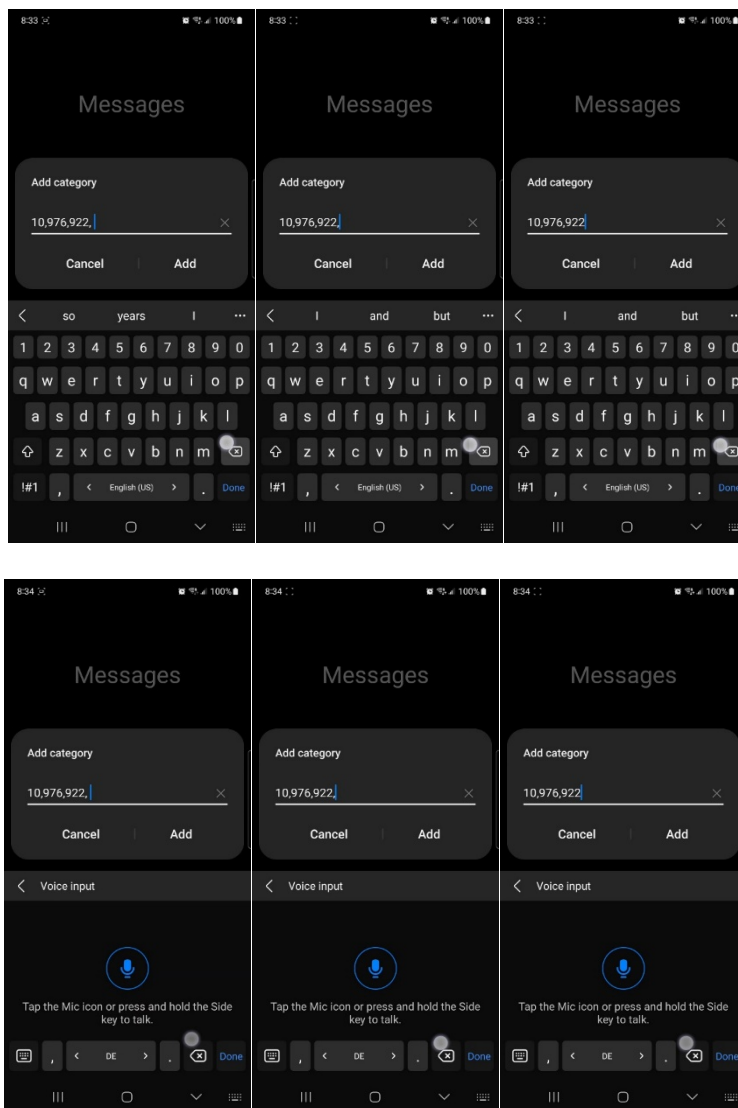 8:33 100% 8:33 100% 8:33 100%
Messages Messages Messages
Add category Add category Add category
10,976,922, 10,976,922, 10,976,922
Cancel Add Cancel Add Cancel Add
so years I ... I and but ... I and but ...
1 2 3 4 5 6 7 8 9 0 1 2 3 4 5 6 7 8 9 0 1 2 3 4 5 6 7 8 9 0
q w e r t y u i o p q w e r t y u i o p q w e r t y u i o p
a s d f g h j k l a s d f g h j k l a s d f g h j k l
z x c v b n m z x c v b n m z x c v b n m
!#1 , < English (US) > . Done !#1 , < English (US) > . Done !#1 , < English (US) > . Done
8:34 100% 8:34 100% 8:34 100%
Messages Messages Messages
Add category Add category Add category
10,976,922, 10,976,922, 10,976,922
Cancel Add Cancel Add Cancel Add
Voice input Voice input Voice input
Tap the Mic icon or press and hold the Side Tap the Mic icon or press and hold the Side Tap the Mic icon or press and hold the Side
key to talk. key to talk. key to talk.
, < DE > . Done , < DE > . Done , < DE > . Done